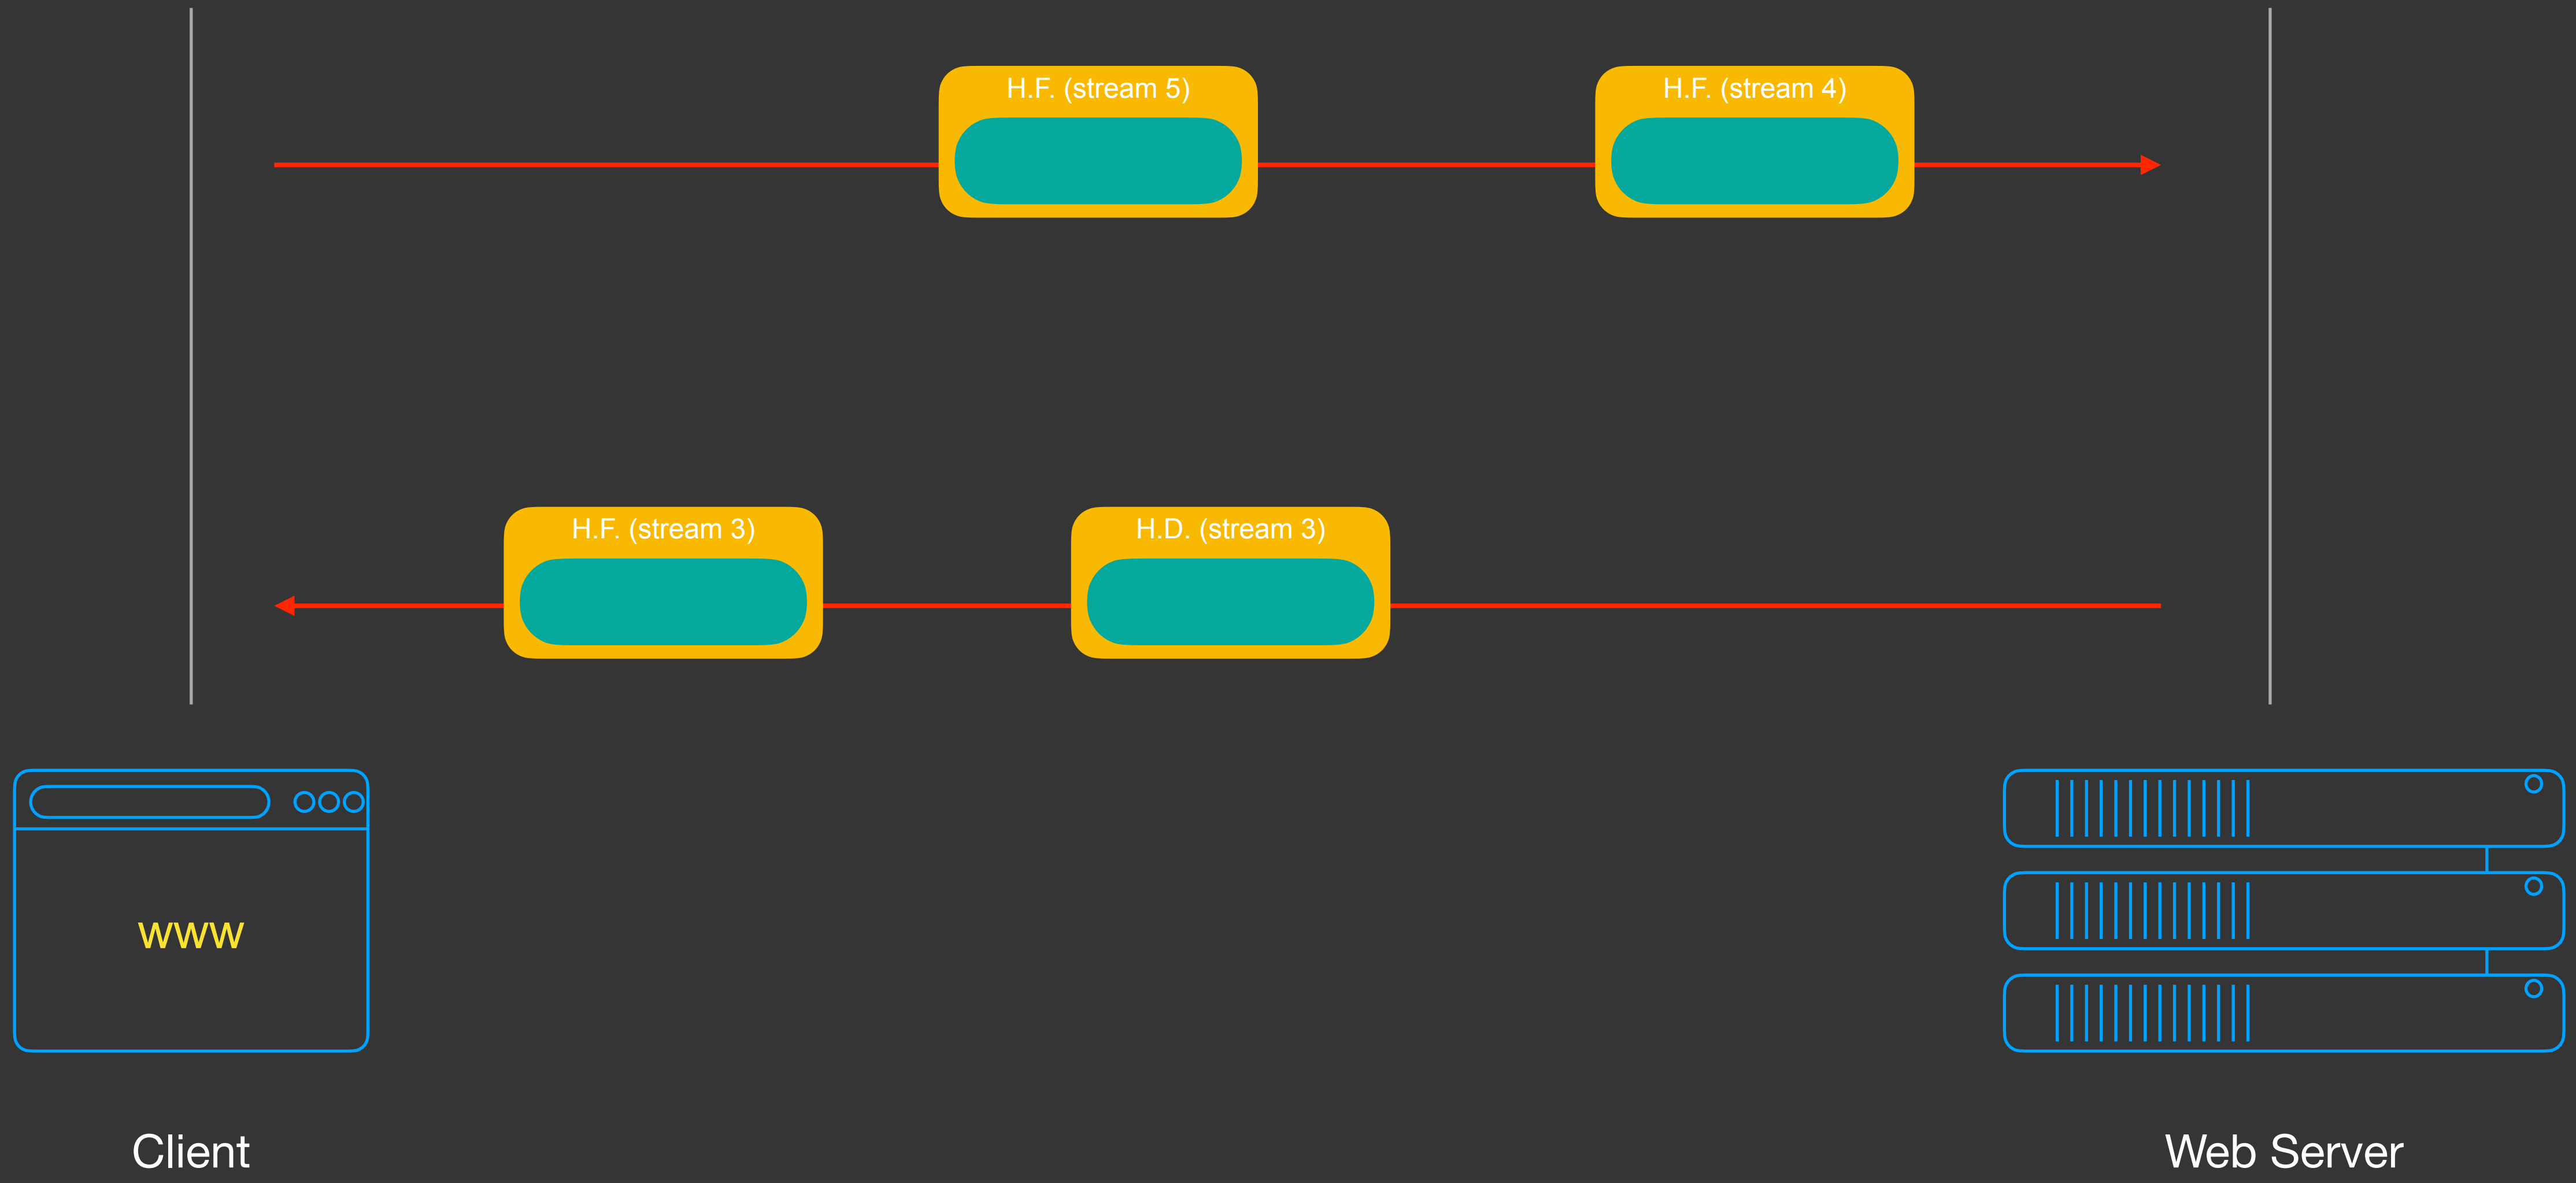 H.F. (stream 5)
H.F. (stream 4)
H.F. (stream 3)
H.D. (stream 3)
www
Client
Web Server